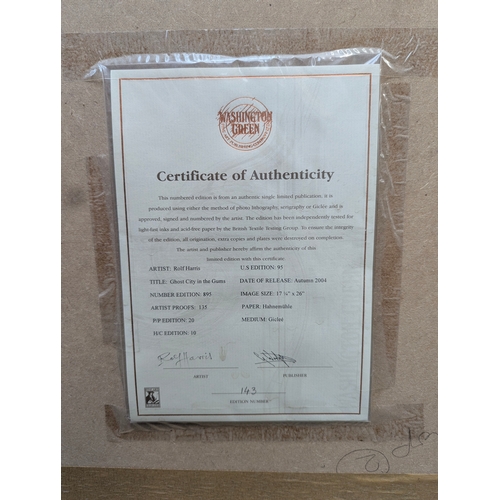 WASHINGTON
GREEN
Certificate of Authenticity
This numbered edition is from an authentic single limited publication; it is
produced using either the method of photo lithography, serigraphy or Giclée and is
approved, signed and numbered by the artist. The edition has been independently tested for
light-fast inks and acid-free paper by the British Textile Testing Group. To ensure the integrity
of the edition, all origination, extra copies and plates were destroyed on completion.
The artist and publisher hereby affirm the authenticity of this
limited edition with this certificate.
ARTIST: Rolf Harris U.S EDITION: 95
TITLE: Ghost City in the Gums DATE OF RELEASE: Autumn 2004
NUMBER EDITION: 895 IMAGE SIZE: 17 ¼" x 26"
ARTIST PROOFS: 135 PAPER: Hahnemühle
P/P EDITION: 20 MEDIUM: Giclée
H/C EDITION: 10
Rolf Harris
ARTIST PUBLISHER
143
EDITION NUMBER